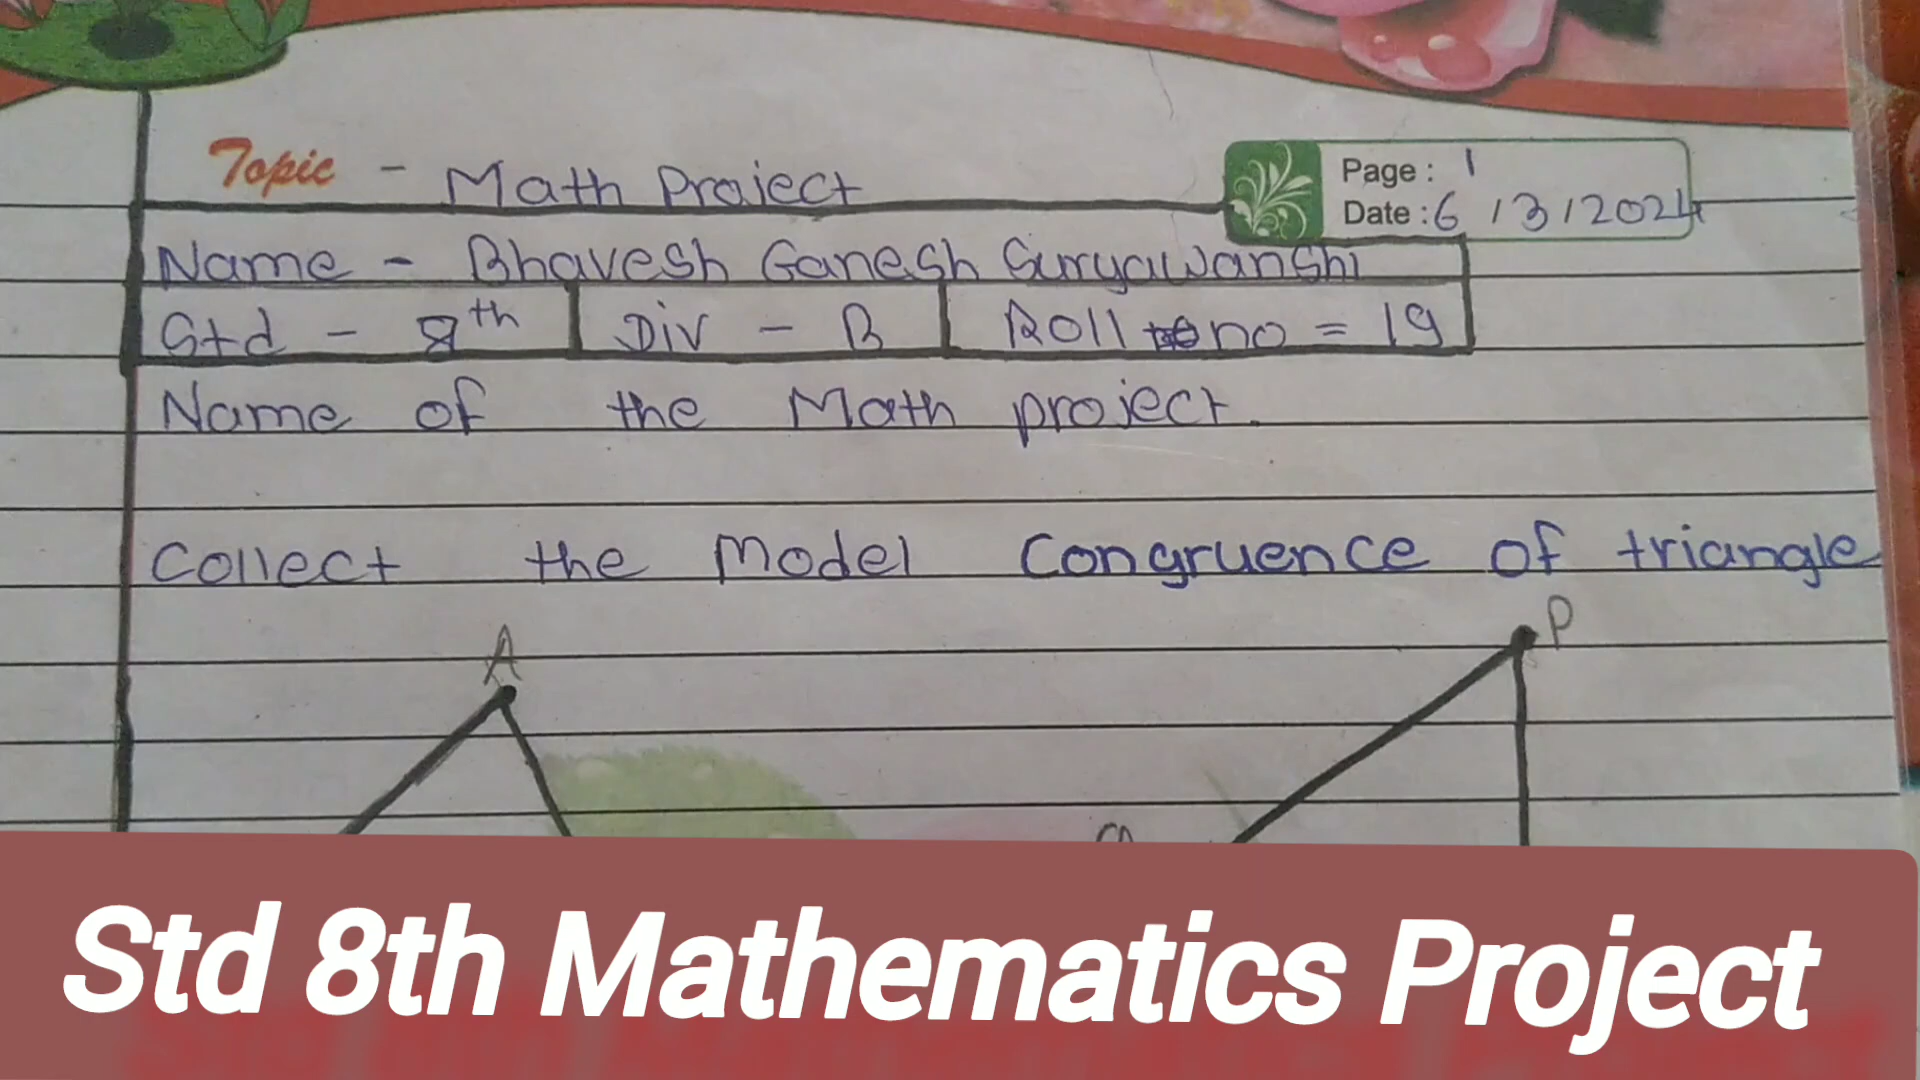 Topic - Math Project
Page : 1
Date : 6 / 3 / 2024
Name - Bhavesh Ganesh Suryawanshi
Std - 8th Div - B Roll no = 19
Name of the Math project.
Collect the Model Congruence of triangle
A
P
Std 8th Mathematics Project